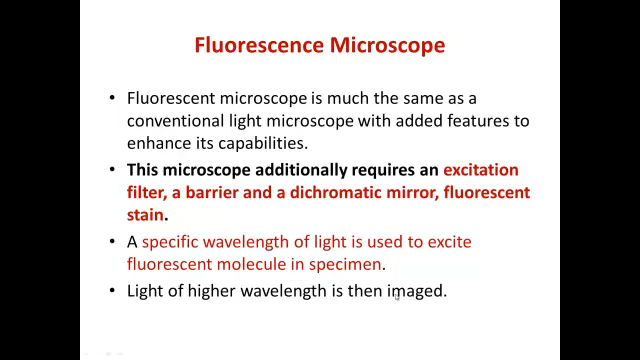 Fluorescence Microscope
• Fluorescent microscope is much the same as a
conventional light microscope with added features to
enhance its capabilities.
• This microscope additionally requires an excitation
filter, a barrier and a dichromatic mirror, fluorescent
stain.
• A specific wavelength of light is used to excite
fluorescent molecule in specimen.
• Light of higher wavelength is then imaged.